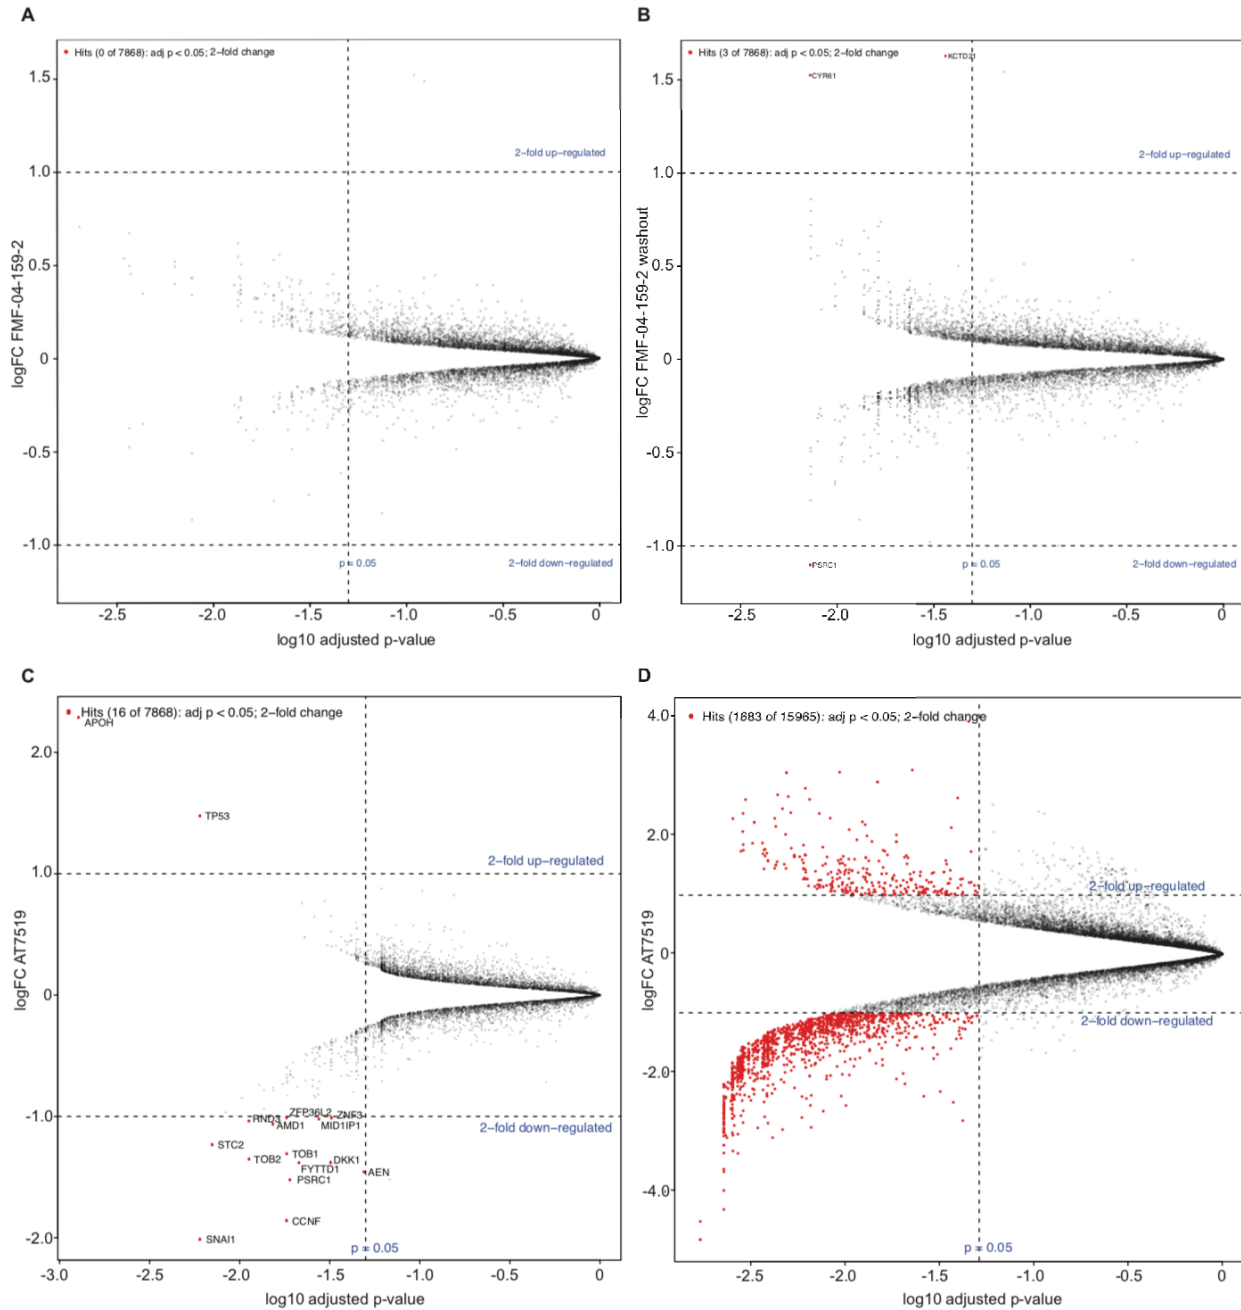 A
Hits (0 of 7868): adj p < 0.05; 2-fold change
1.5
2-fold up-regulated
1.0
0.5
0
-0.5
-1.0
logFC FMF-04-159-2
p = 0.05
2-fold down-regulated
-2.5
-2.0
-1.5
-1.0
-0.5
0
log10 adjusted p-value
B
Hits (3 of 7868): adj p < 0.05; 2-fold change
KCTD21
CYR61
1.5
2-fold up-regulated
1.0
0.5
0
-0.5
-1.0
logFC FMF-04-159-2 washout
PSRC1
p = 0.05
2-fold down-regulated
-2.5
-2.0
-1.5
-1.0
-0.5
0
log10 adjusted p-value
C
Hits (16 of 7868): adj p < 0.05; 2-fold change
APOH
2.0
TP53
2-fold up-regulated
1.0
0
-1.0
-2.0
logFC AT7519
ZFP36L2
ZNF3
RND3
AMD1
MID1IP1
2-fold down-regulated
STC2
TOB2
TOB1
FYTTD1
DKK1
AEN
PSRC1
CCNF
SNAI1
p = 0.05
-3.0
-2.5
-2.0
-1.5
-1.0
-0.5
0
log10 adjusted p-value
D
Hits (1683 of 15965): adj p < 0.05; 2-fold change
4.0
2.0
2-fold up-regulated
0
2-fold down-regulated
-2.0
-4.0
logFC AT7519
p = 0.05
-2.5
-2.0
-1.5
-1.0
-0.5
0
log10 adjusted p-value